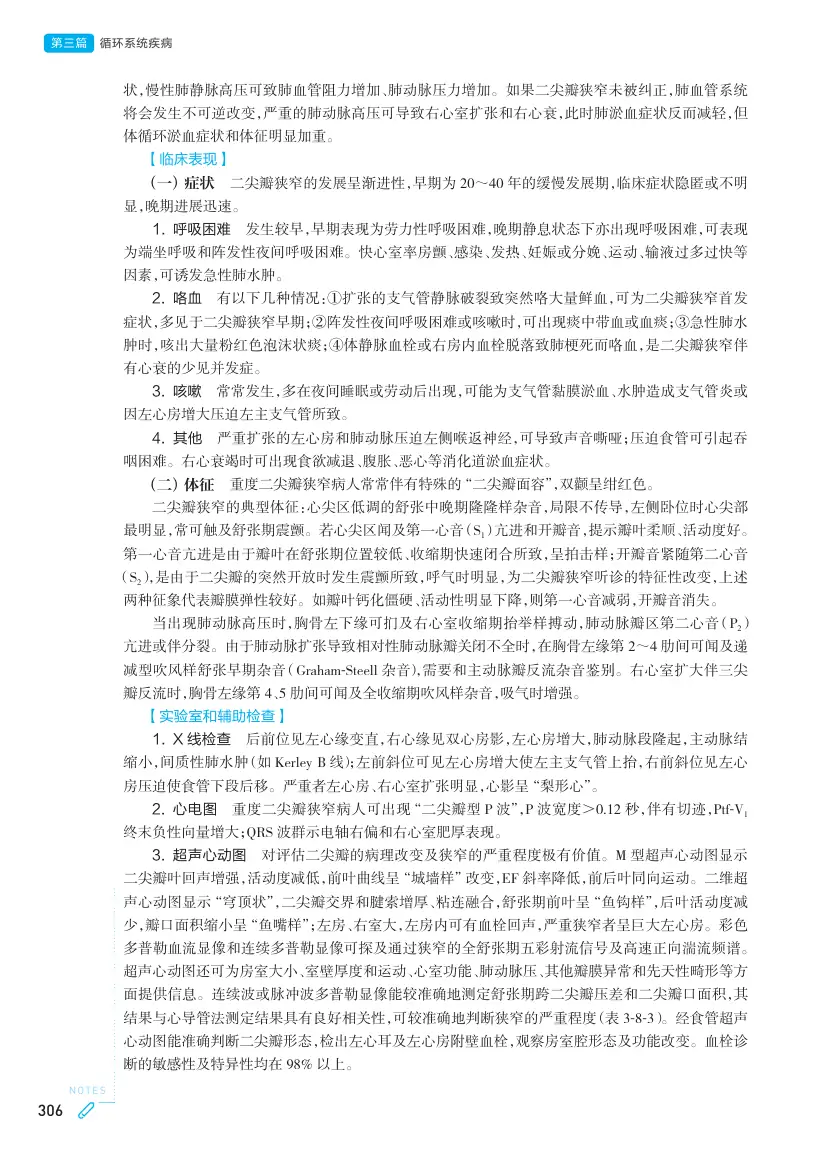 第三篇 循环系统疾病
状，慢性肺静脉高压可致肺血管阻力增加、肺动脉压力增加。如果二尖瓣狭窄未被纠正，肺血管系统
将会发生不可逆改变，严重的肺动脉高压可导致右心室扩张和右心衰，此时肺淤血症状反而减轻，但
体循环淤血症状和体征明显加重。
【临床表现】
（一）症状 二尖瓣狭窄的发展呈渐进性，早期为 20～40 年的缓慢发展期，临床症状隐匿或不明
显，晚期进展迅速。
1. 呼吸困难 发生较早，早期表现为劳力性呼吸困难，晚期静息状态下亦出现呼吸困难，可表现
为端坐呼吸和阵发性夜间呼吸困难。快心室率房颤、感染、发热、妊娠或分娩、运动、输液过多过快等
因素，可诱发急性肺水肿。
2. 咯血 有以下几种情况：①扩张的支气管静脉破裂致突然咯大量鲜血，可为二尖瓣狭窄首发
症状，多见于二尖瓣狭窄早期；②阵发性夜间呼吸困难或咳嗽时，可出现痰中带血或血痰；③急性肺水
肿时，咳出大量粉红色泡沫状痰；④体静脉血栓或右房内血栓脱落致肺梗死而咯血，是二尖瓣狭窄伴
有心衰的少见并发症。
3. 咳嗽 常常发生，多在夜间睡眠或劳动后出现，可能为支气管黏膜淤血、水肿造成支气管炎或
因左心房增大压迫左主支气管所致。
4. 其他 严重扩张的左心房和肺动脉压迫左侧喉返神经，可导致声音嘶哑；压迫食管可引起吞
咽困难。右心衰竭时可出现食欲减退、腹胀、恶心等消化道淤血症状。
（二）体征 重度二尖瓣狭窄病人常常伴有特殊的“二尖瓣面容”，双颧呈绀红色。
二尖瓣狭窄的典型体征：心尖区低调的舒张中晚期隆隆样杂音，局限不传导，左侧卧位时心尖部
最明显，常可触及舒张期震颤。若心尖区闻及第一心音（S₁）亢进和开瓣音，提示瓣叶柔顺、活动度好。
第一心音亢进是由于瓣叶在舒张期位置较低、收缩期快速闭合所致，呈拍击样；开瓣音紧随第二心音
（S₂），是由于二尖瓣的突然开放时发生震颤所致，呼气时明显，为二尖瓣狭窄听诊的特征性改变，上述
两种征象代表瓣膜弹性较好。如瓣叶钙化僵硬、活动性明显下降，则第一心音减弱，开瓣音消失。
当出现肺动脉高压时，胸骨左下缘可扪及右心室收缩期抬举样搏动，肺动脉瓣区第二心音（P₂）
亢进或伴分裂。由于肺动脉扩张导致相对性肺动脉瓣关闭不全时，在胸骨左缘第 2～4 肋间可闻及递
减型吹风样舒张早期杂音（Graham-Steell 杂音），需要和主动脉瓣反流杂音鉴别。右心室扩大伴三尖
瓣反流时，胸骨左缘第 4、5 肋间可闻及全收缩期吹风样杂音，吸气时增强。
【实验室和辅助检查】
1. X 线检查 后前位见左心缘变直，右心缘见双心房影，左心房增大，肺动脉段隆起，主动脉结
缩小，间质性肺水肿（如 Kerley B 线）；左前斜位可见左心房增大使左主支气管上抬，右前斜位见左心
房压迫使食管下段后移。严重者左心房、右心室扩张明显，心影呈“梨形心”。
2. 心电图 重度二尖瓣狭窄病人可出现“二尖瓣型 P 波”，P 波宽度＞0.12 秒，伴有切迹，Ptf-V₁
终末负性向量增大；QRS 波群示电轴右偏和右心室肥厚表现。
3. 超声心动图 对评估二尖瓣的病理改变及狭窄的严重程度极有价值。M 型超声心动图显示
二尖瓣叶回声增强，活动度减低，前叶曲线呈“城墙样”改变，EF 斜率降低，前后叶同向运动。二维超
声心动图显示“穹顶状”，二尖瓣交界和腱索增厚、粘连融合，舒张期前叶呈“鱼钩样”，后叶活动度减
少，瓣口面积缩小呈“鱼嘴样”；左房、右室大，左房内可有血栓回声，严重狭窄者呈巨大左心房。彩色
多普勒血流显像和连续多普勒显像可探及通过狭窄的全舒张期五彩射流信号及高速正向湍流频谱。
超声心动图还可为房室大小、室壁厚度和运动、心室功能、肺动脉压、其他瓣膜异常和先天性畸形等方
面提供信息。连续波或脉冲波多普勒显像能较准确地测定舒张期跨二尖瓣压差和二尖瓣口面积，其
结果与心导管法测定结果具有良好相关性，可较准确地判断狭窄的严重程度（表 3-8-3）。经食管超声
心动图能准确判断二尖瓣形态，检出左心耳及左心房附壁血栓，观察房室腔形态及功能改变。血栓诊
断的敏感性及特异性均在 98% 以上。
NOTES
306